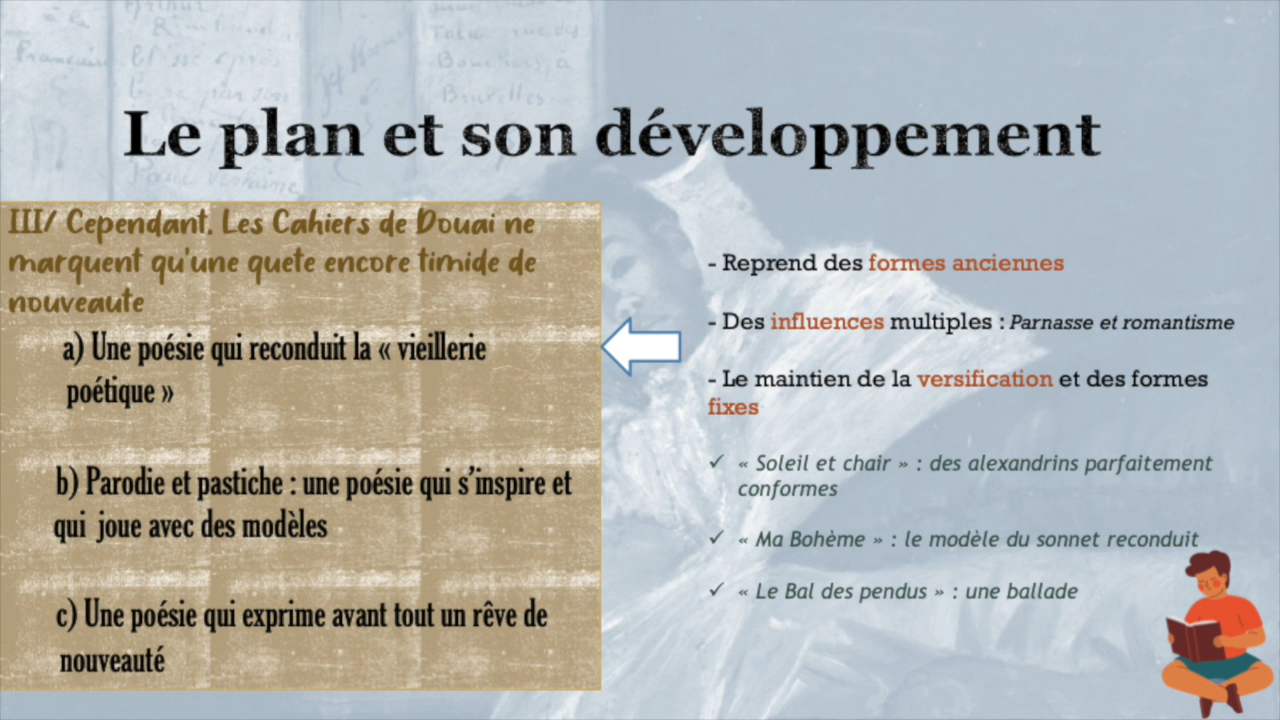 Le plan et son développement
III/ Cependant, Les Cahiers de Douai ne
marquent qu'une quete encore timide de
nouveaute
a) Une poésie qui reconduit la « vieillerie
poétique »
b) Parodie et pastiche : une poésie qui s'inspire et
qui joue avec des modèles
c) Une poésie qui exprime avant tout un rêve de
nouveauté
- Reprend des formes anciennes
- Des influences multiples : Parnasse et romantisme
- Le maintien de la versification et des formes
fixes
✓ « Soleil et chair » : des alexandrins parfaitement
conformes
✓ « Ma Bohème » : le modèle du sonnet reconduit
✓ « Le Bal des pendus » : une ballade